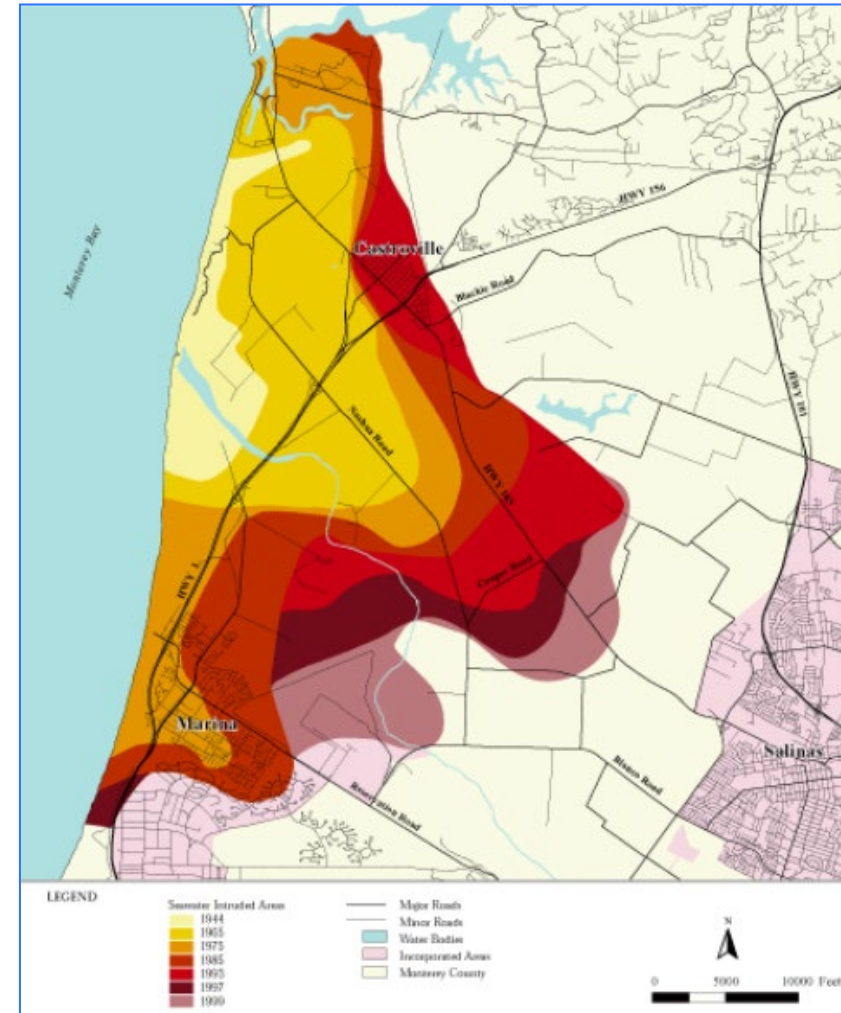 HWY 156
Castroville
Monterey Bay
Blackie Road
HWY 101
Nashua Road
HWY 183
Cooper Road
HWY 1
Marina
Salinas
Blanco Road
Reservation Road
LEGEND
Seawater Intruded Areas
1944
1965
1975
1985
1993
1997
1999
Major Roads
Minor Roads
Water Bodies
Incorporated Areas
Monterey County
N
0 5000 10000 Feet